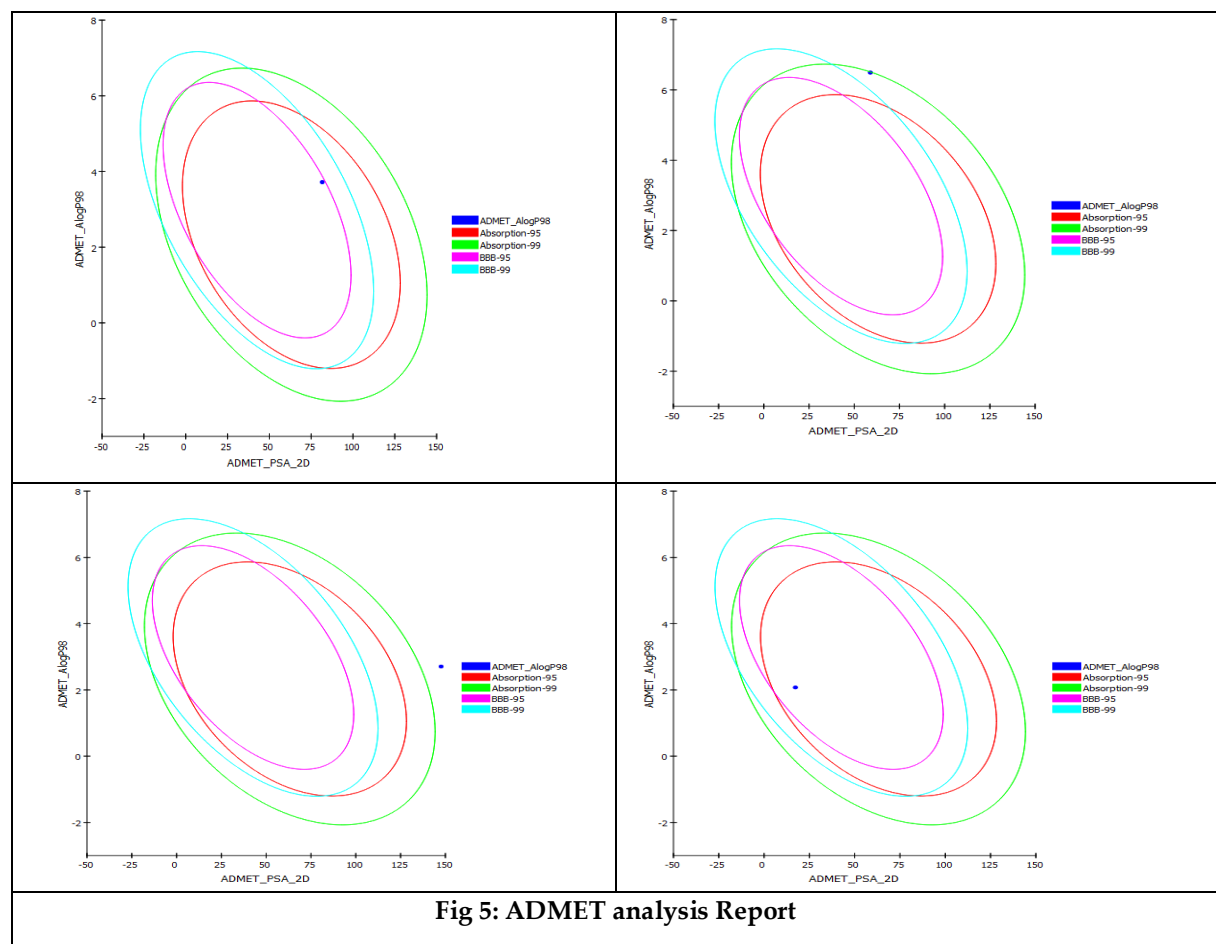 8
6
4
2
0
-2
-50 -25 0 25 50 75 100 125 150
ADMET_AlogP98
ADMET_PSA_2D
ADMET_AlogP98
Absorption-95
Absorption-99
BBB-95
BBB-99
8
6
4
2
0
-2
-50 -25 0 25 50 75 100 125 150
ADMET_AlogP98
ADMET_PSA_2D
ADMET_AlogP98
Absorption-95
Absorption-99
BBB-95
BBB-99
8
6
4
2
0
-2
-50 -25 0 25 50 75 100 125 150
ADMET_AlogP98
ADMET_PSA_2D
ADMET_AlogP98
Absorption-95
Absorption-99
BBB-95
BBB-99
8
6
4
2
0
-2
-50 -25 0 25 50 75 100 125 150
ADMET_AlogP98
ADMET_PSA_2D
ADMET_AlogP98
Absorption-95
Absorption-99
BBB-95
BBB-99
Fig 5: ADMET analysis Report